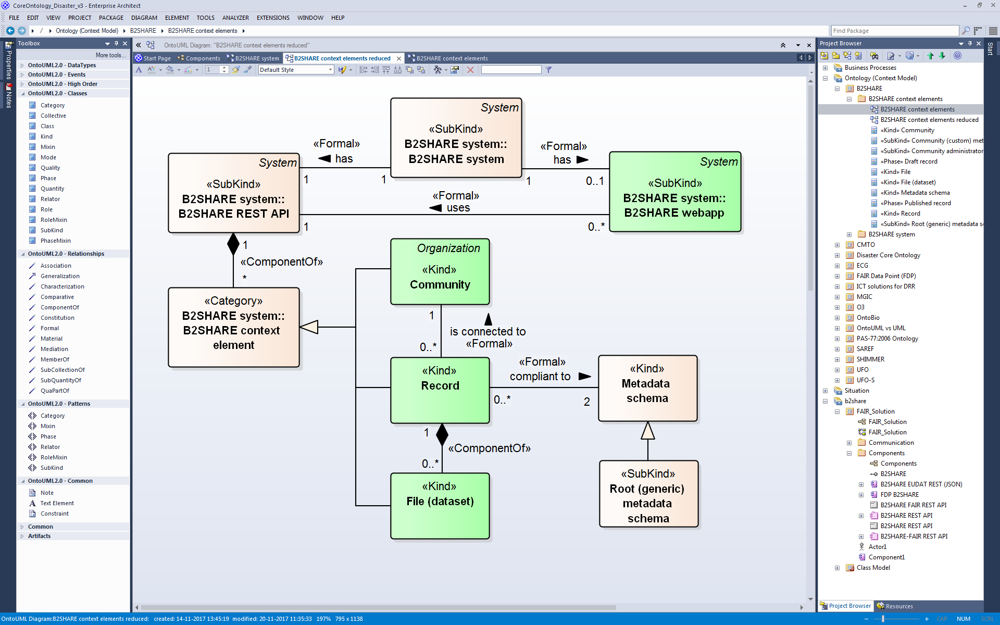 CoreOntology_Disaster_v3 - Enterprise Architect
FILE EDIT VIEW PROJECT PACKAGE DIAGRAM ELEMENT TOOLS ANALYZER EXTENSIONS WINDOW HELP
/ Ontology (Context Model) B2SHARE B2SHARE context elements
Find Package
Properties
Notes
Toolbox
More tools...
OntoUML2.0 - DataTypes
OntoUML2.0 - Events
OntoUML2.0 - High Order
OntoUML2.0 - Classes
Category
Collective
Class
Kind
Mixin
Mode
Quality
Phase
Quantity
Relator
Role
RoleMixin
SubKind
PhaseMixin
OntoUML2.0 - Relationships
Association
Generalization
Characterization
Comparative
ComponentOf
Constitution
Formal
Material
Mediation
MemberOf
SubCollectionOf
SubQuantityOf
QuaPartOf
OntoUML2.0 - Patterns
Category
Mixin
Phase
Relator
RoleMixin
SubKind
OntoUML2.0 - Common
Note
Text Element
Constraint
Common
Artifacts
OntoUML Diagram: "B2SHARE context elements reduced"
Start Page Components B2SHARE system B2SHARE context elements reduced B2SHARE context elements
1 Default Style
System
«SubKind»
B2SHARE system::
B2SHARE system
«Formal»
has
1
1
«Formal»
has
1
0..1
System
«SubKind»
B2SHARE system::
B2SHARE REST API
System
«SubKind»
B2SHARE system::
B2SHARE webapp
«Formal»
uses
1
0..*
1
«ComponentOf»
*
«Category»
B2SHARE system::
B2SHARE context
element
Organization
«Kind»
Community
1
is connected to
«Formal»
0..*
«Kind»
Record
«Formal»
compliant to
0..*
2
«Kind»
Metadata
schema
1
«ComponentOf»
0..*
«Kind»
File (dataset)
«SubKind»
Root (generic)
metadata
schema
Project Browser
Business Processes
Ontology (Context Model)
B2SHARE
B2SHARE context elements
B2SHARE context elements
B2SHARE context elements reduced
«Kind» Community
«SubKind» Community (custom) met
«SubKind» Community administrator
«Phase» Draft record
«Kind» File
«Kind» File (dataset)
«Kind» Metadata schema
«Phase» Published record
«Kind» Record
«SubKind» Root (generic) metadata s
B2SHARE system
CMTO
Disaster Core Ontology
ECG
FAIR Data Point (FDP)
ICT solutions for DRR
MGIC
O3
OntoBio
OntoUML vs UML
PAS-77:2006 Ontology
SAREF
SHIMMER
UFO
UFO-S
Situation
b2share
FAIR_Solution
FAIR_Solution
FAIR_Solution
Communication
Components
Components
B2SHARE
B2SHARE EUDAT REST (JSON)
FDP B2SHARE
B2SHARE FAIR REST API
B2SHARE REST API
B2SHARE REST API
B2SHARE-FAIR REST API
Actor1
Component1
Class Model
Project Browser Resources
Start
OntoUML Diagram:B2SHARE context elements reduced: created: 14-11-2017 13:45:19 modified: 20-11-2017 11:35:33 197% 795 x 1138
CAP NUM SCRL